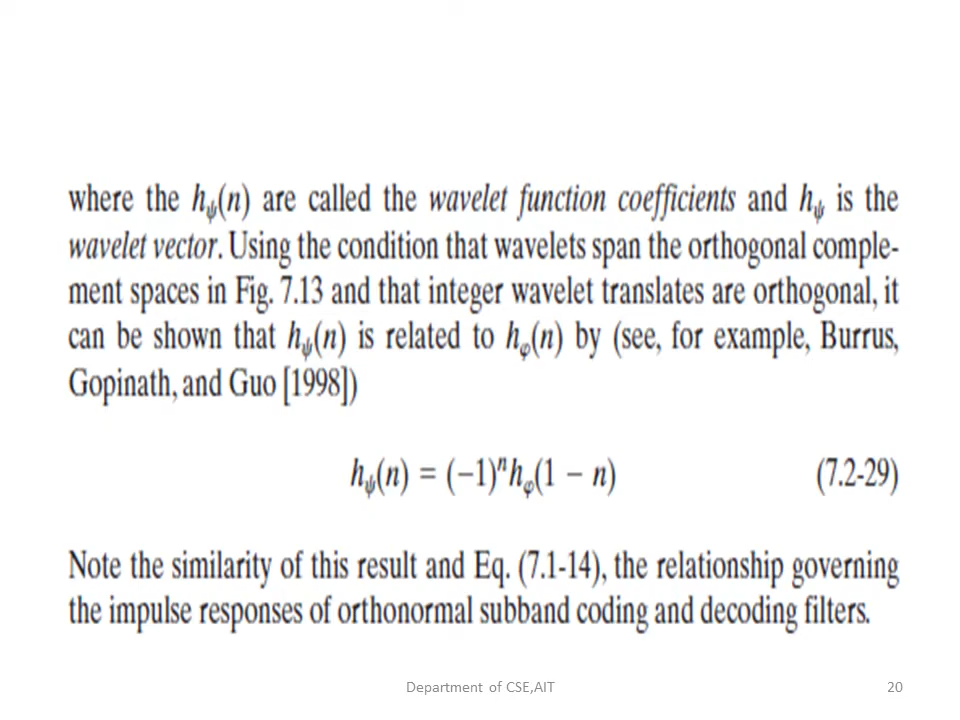 where the hψ(n) are called the wavelet function coefficients and hψ is the
wavelet vector. Using the condition that wavelets span the orthogonal comple-
ment spaces in Fig. 7.13 and that integer wavelet translates are orthogonal, it
can be shown that hψ(n) is related to hφ(n) by (see, for example, Burrus,
Gopinath, and Guo [1998])
hψ(n) = (−1)ⁿhφ(1 − n) (7.2-29)
Note the similarity of this result and Eq. (7.1-14), the relationship governing
the impulse responses of orthonormal subband coding and decoding filters.
Department of CSE,AIT 20